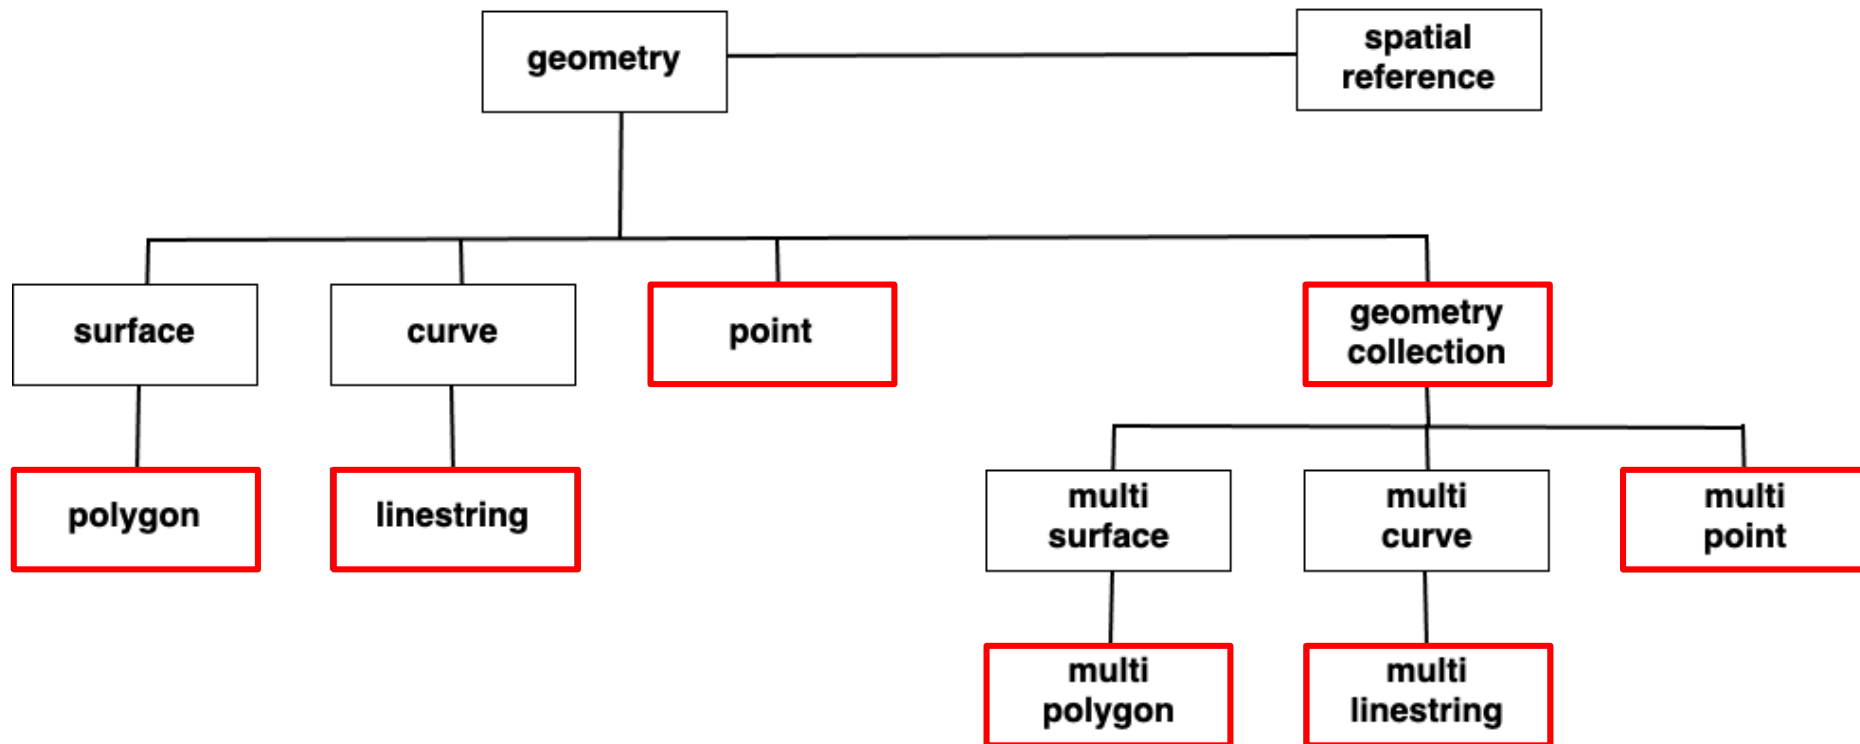 geometry
spatial
reference
surface
curve
point
geometry
collection
polygon
linestring
multi
surface
multi
curve
multi
point
multi
polygon
multi
linestring